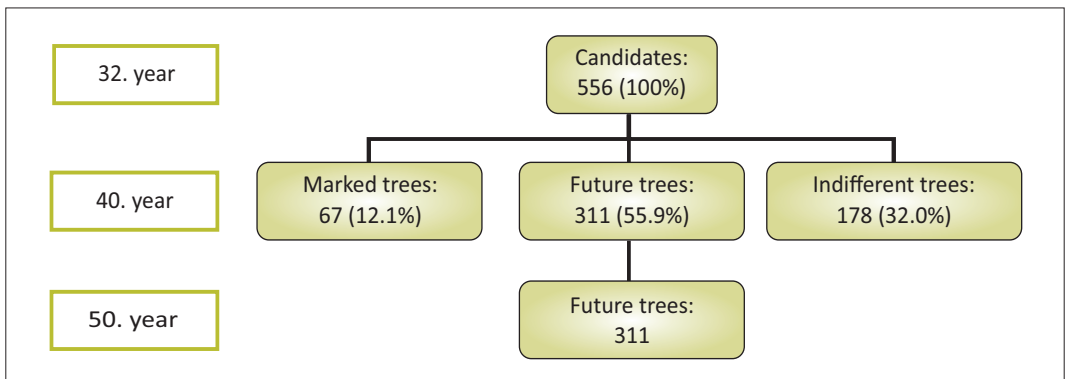 32. year
Candidates:
556 (100%)
40. year
Marked trees:
67 (12.1%)
Future trees:
311 (55.9%)
Indifferent trees:
178 (32.0%)
50. year
Future trees:
311